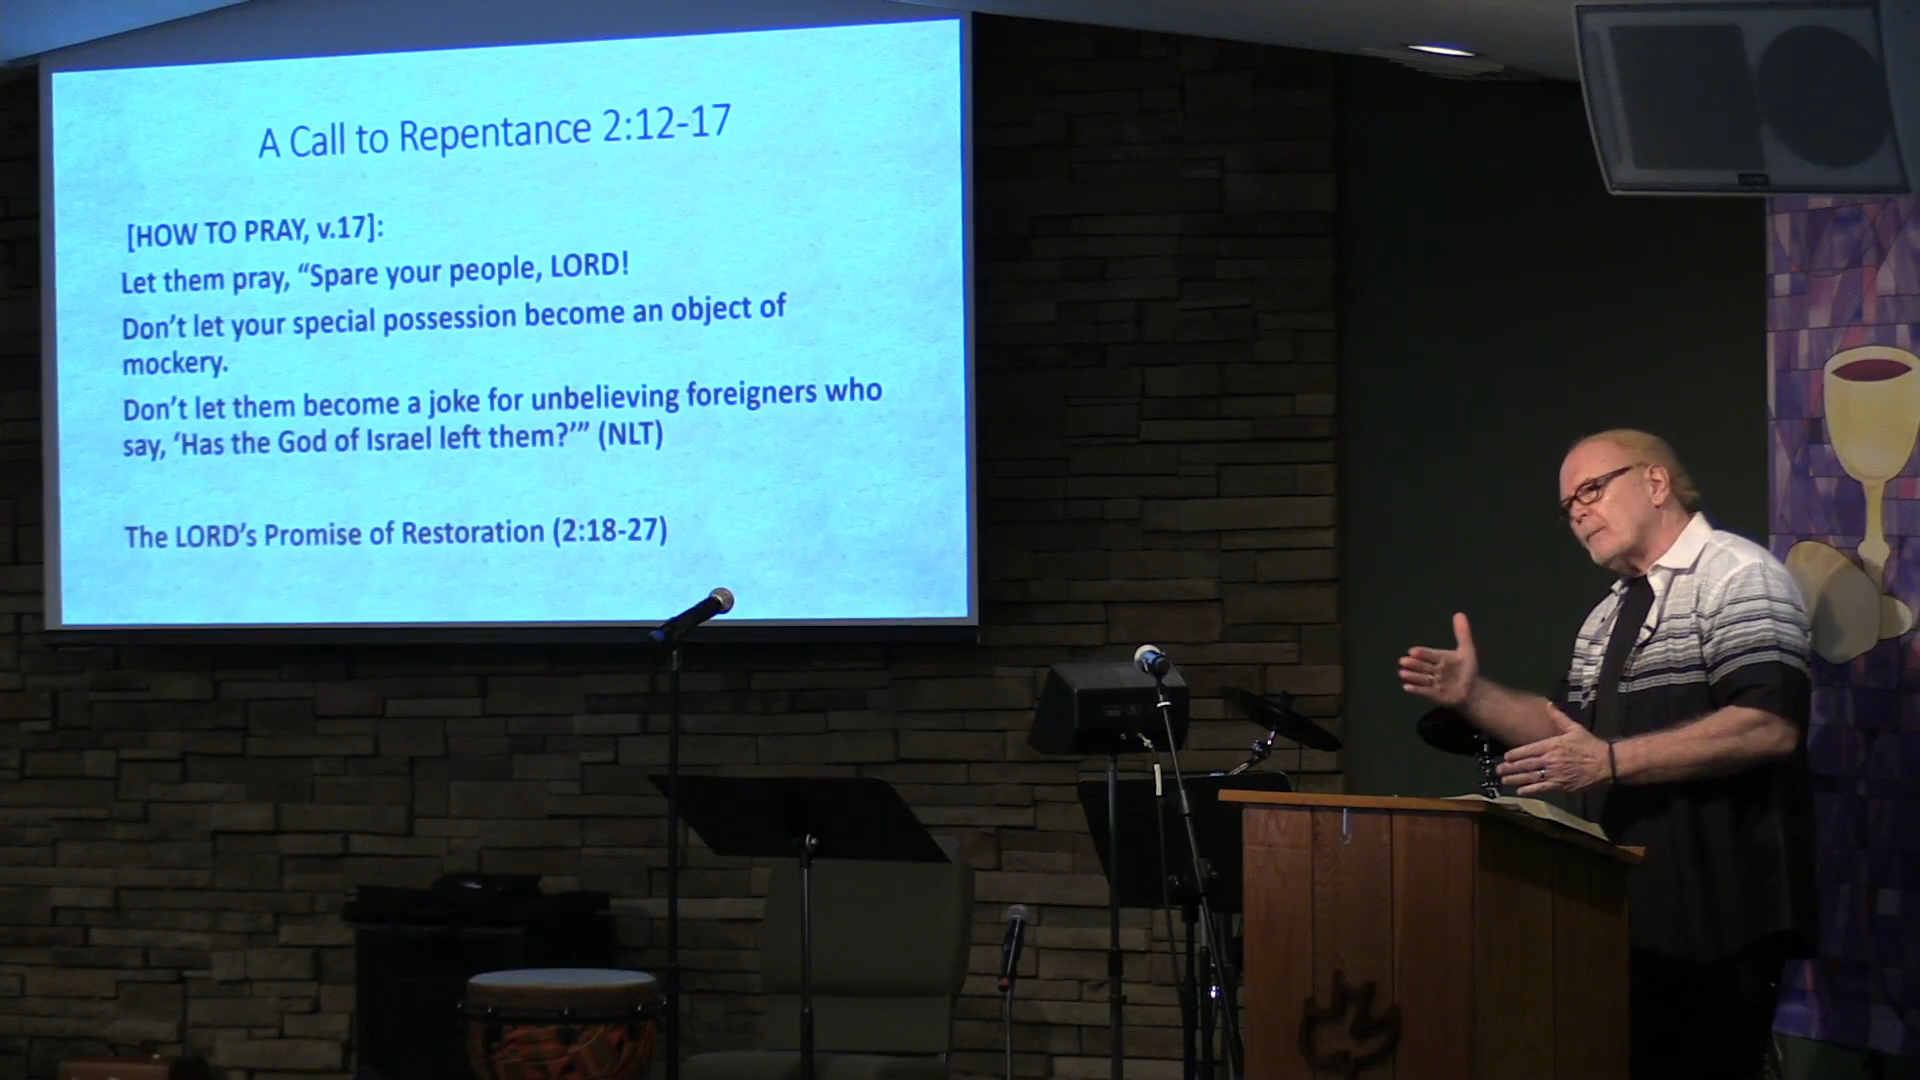 A Call to Repentance 2:12-17
[HOW TO PRAY, v.17]:
Let them pray, “Spare your people, LORD!
Don’t let your special possession become an object of
mockery.
Don’t let them become a joke for unbelieving foreigners who
say, ‘Has the God of Israel left them?’” (NLT)
The LORD’s Promise of Restoration (2:18-27)